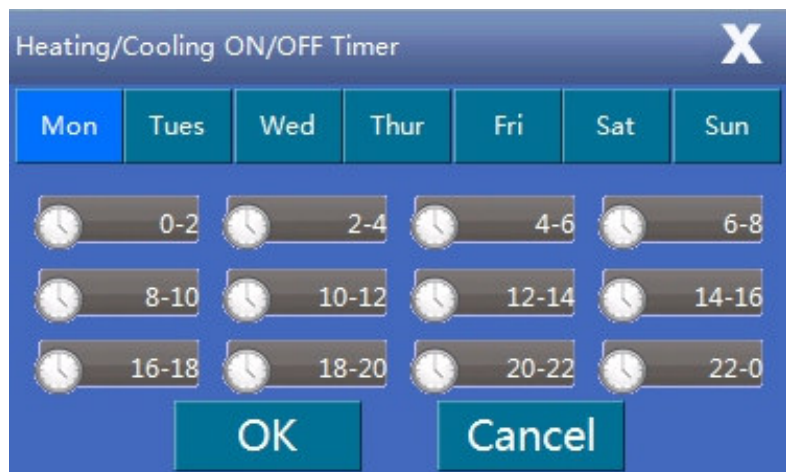 Heating/Cooling ON/OFF Timer X
Mon Tues Wed Thur Fri Sat Sun
0-2 2-4 4-6 6-8
8-10 10-12 12-14 14-16
16-18 18-20 20-22 22-0
OK Cancel